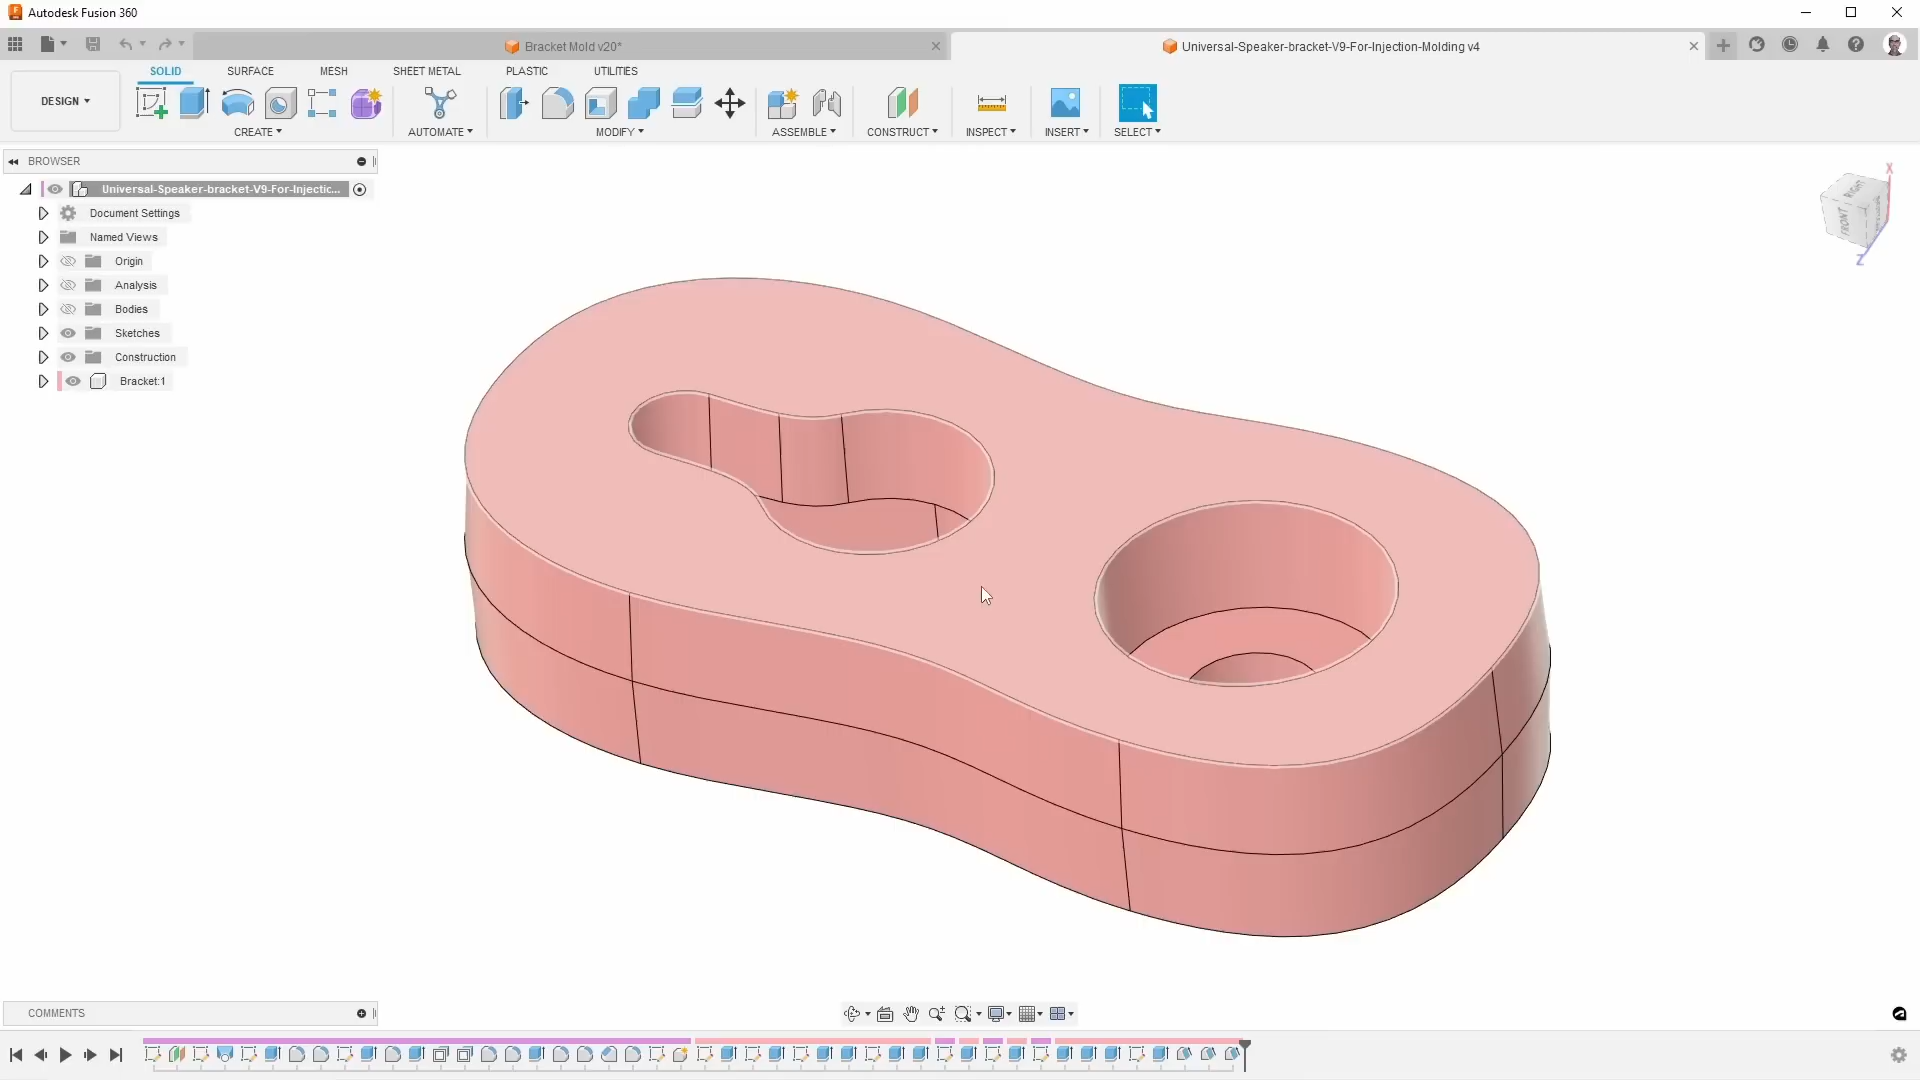 Autodesk Fusion 360
Bracket Mold v20*
Universal-Speaker-bracket-V9-For-Injection-Molding v4
SOLID
SURFACE
MESH
SHEET METAL
PLASTIC
UTILITIES
DESIGN
CREATE
AUTOMATE
MODIFY
ASSEMBLE
CONSTRUCT
INSPECT
INSERT
SELECT
BROWSER
Universal-Speaker-bracket-V9-For-Injectic...
Document Settings
Named Views
Origin
Analysis
Bodies
Sketches
Construction
Bracket:1
X
RIGHT
FRONT
Z
COMMENTS